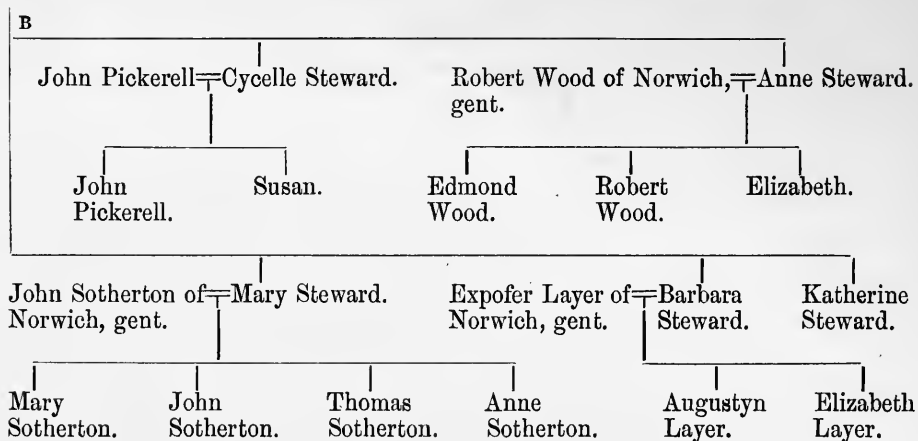 B
John Pickerell╤Cycelle Steward.
Robert Wood of Norwich,╤Anne Steward.
gent.
John
Pickerell.
Susan.
Edmond
Wood.
Robert
Wood.
Elizabeth.
John Sotherton of╤Mary Steward.
Norwich, gent.
Expofer Layer of╤Barbara
Norwich, gent.
Steward.
Katherine
Steward.
Mary
Sotherton.
John
Sotherton.
Thomas
Sotherton.
Anne
Sotherton.
Augustyn
Layer.
Elizabeth
Layer.